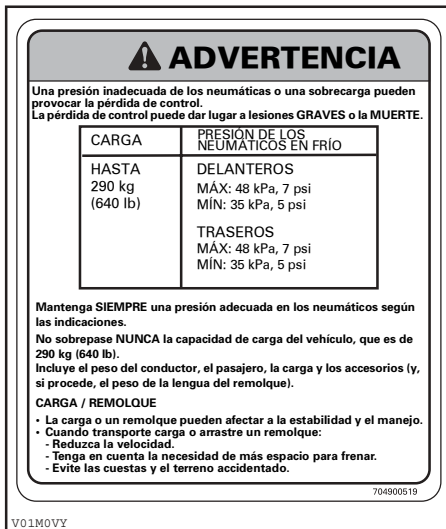 ADVERTENCIA
Una presión inadecuada de los neumáticas o una sobrecarga pueden
provocar la pérdida de control.
La pérdida de control puede dar lugar a lesiones GRAVES o la MUERTE.
CARGA
PRESIÓN DE LOS
NEUMÁTICOS EN FRÍO
HASTA
290 kg
(640 lb)
DELANTEROS
MÁX: 48 kPa, 7 psi
MÍN: 35 kPa, 5 psi
TRASEROS
MÁX: 48 kPa, 7 psi
MÍN: 35 kPa, 5 psi
Mantenga SIEMPRE una presión adecuada en los neumáticos según
las indicaciones.
No sobrepase NUNCA la capacidad de carga del vehículo, que es de
290 kg (640 lb).
Incluye el peso del conductor, el pasajero, la carga y los accesorios (y,
si procede, el peso de la lengua del remolque).
CARGA / REMOLQUE
• La carga o un remolque pueden afectar a la estabilidad y el manejo.
• Cuando transporte carga o arrastre un remolque:
- Reduzca la velocidad.
- Tenga en cuenta la necesidad de más espacio para frenar.
- Evite las cuestas y el terreno accidentado.
704900519
V01M0VY